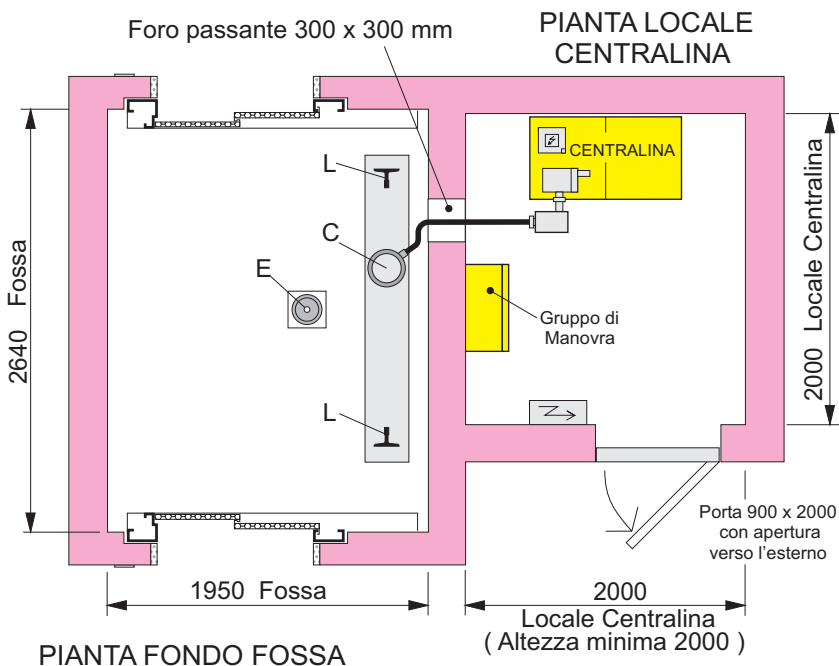 Foro passante 300 x 300 mm
PIANTA LOCALE
CENTRALINA
L
CENTRALINA
C
E
Gruppo di
Manovra
L
2640 Fossa
2000 Locale Centralina
Porta 900 x 2000
con apertura
verso l'esterno
1950 Fossa
2000
Locale Centralina
( Altezza minima 2000 )
PIANTA FONDO FOSSA